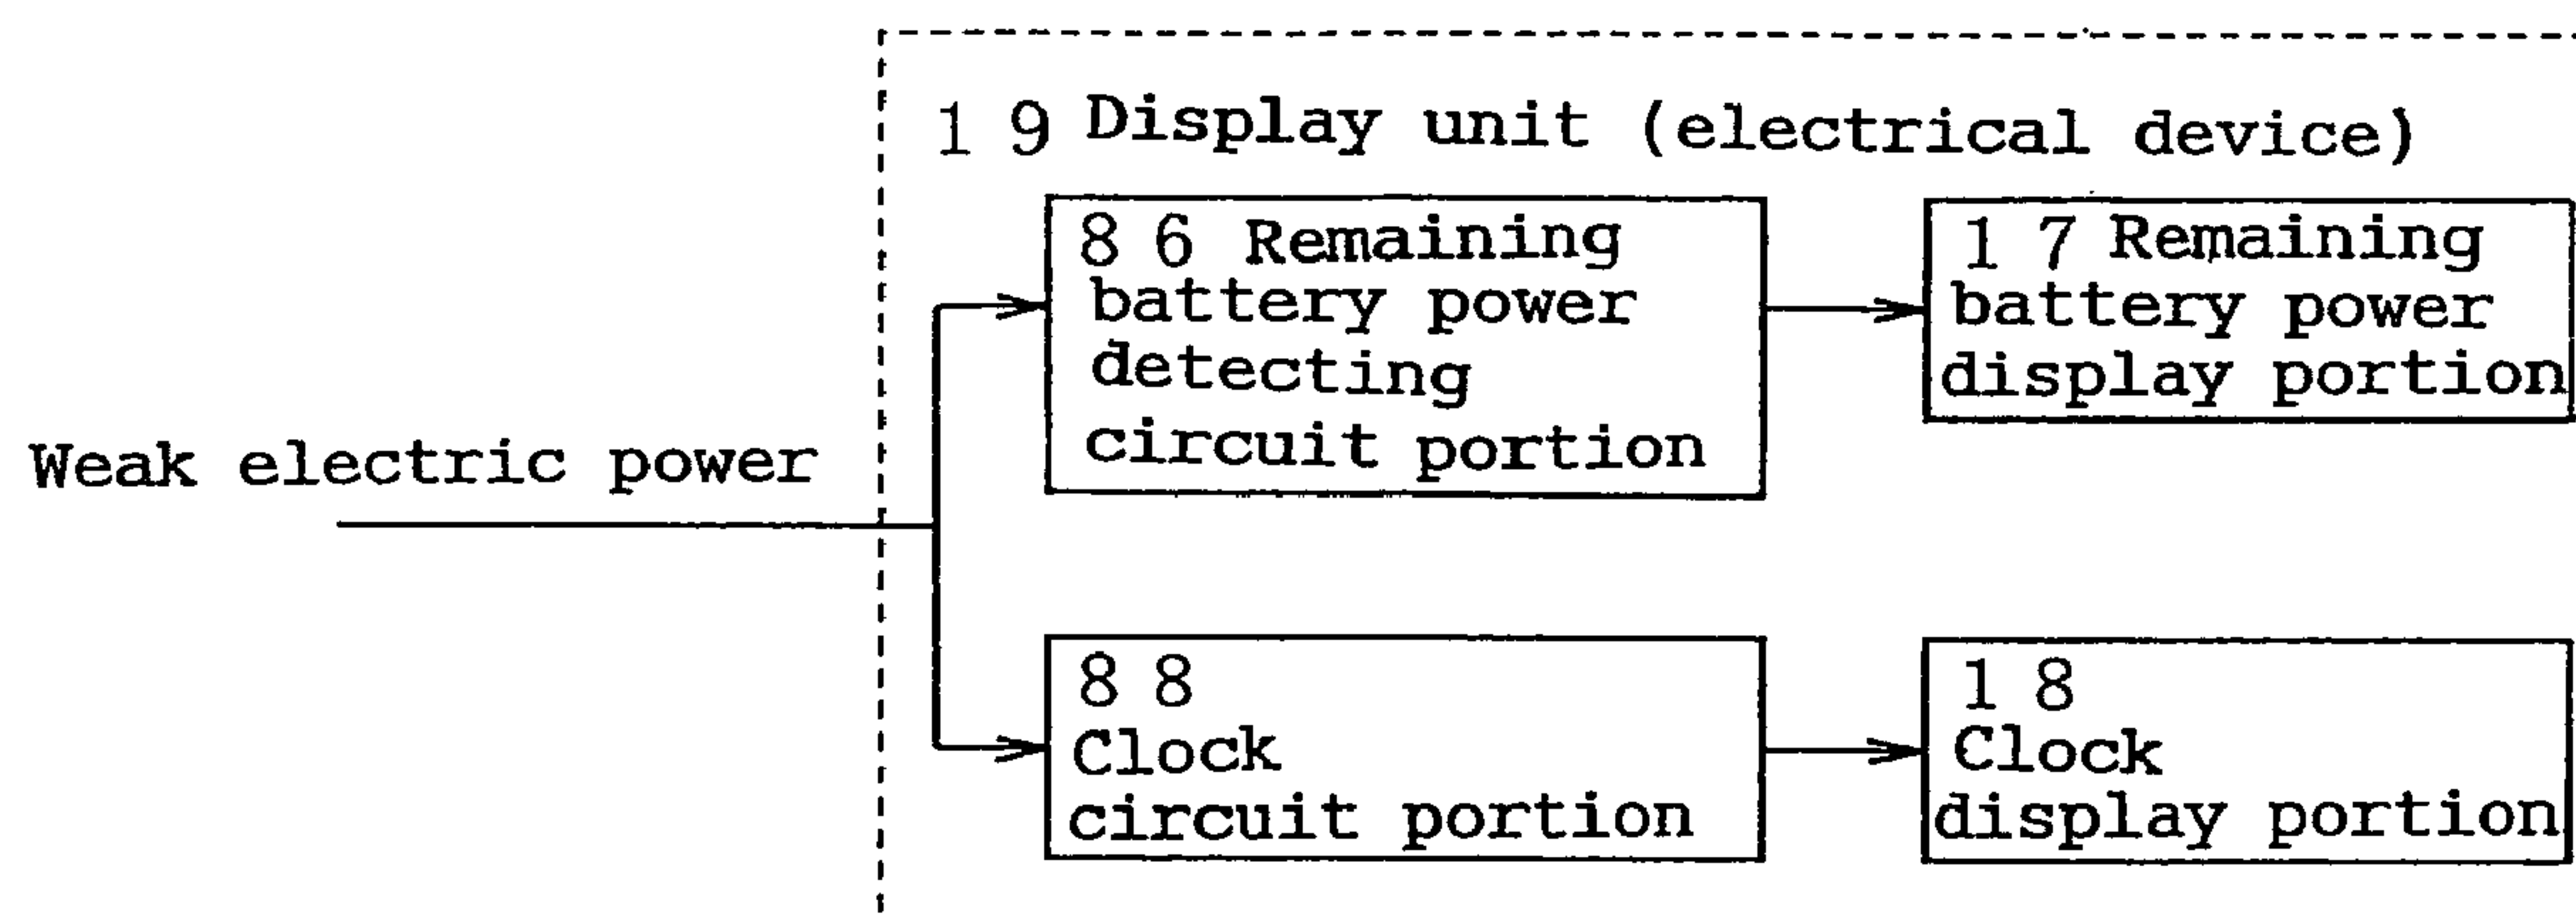 1 9 Display unit (electrical device)
8 6 Remaining
battery power
detecting
circuit portion
1 7 Remaining
battery power
display portion
Weak electric power
8 8
Clock
circuit portion
1 8
Clock
display portion